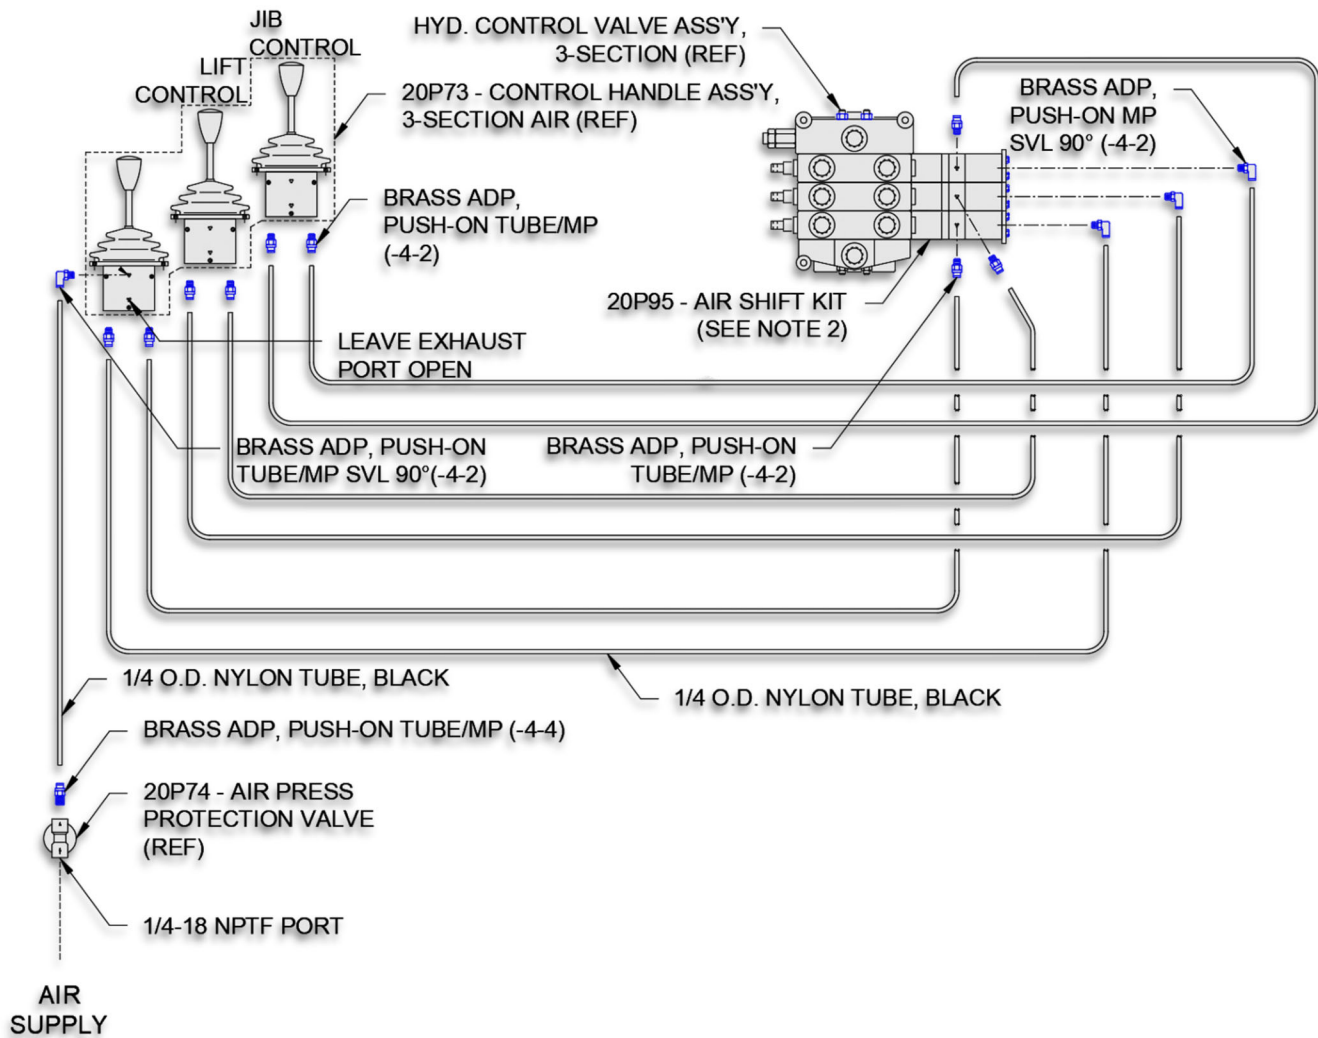 JIB
CONTROL
LIFT
CONTROL
HYD. CONTROL VALVE ASS'Y,
3-SECTION (REF)
20P73 - CONTROL HANDLE ASS'Y,
3-SECTION AIR (REF)
BRASS ADP,
PUSH-ON MP
SVL 90° (-4-2)
BRASS ADP,
PUSH-ON TUBE/MP
(-4-2)
20P95 - AIR SHIFT KIT
(SEE NOTE 2)
LEAVE EXHAUST
PORT OPEN
BRASS ADP, PUSH-ON
TUBE/MP SVL 90°(-4-2)
BRASS ADP, PUSH-ON
TUBE/MP (-4-2)
1/4 O.D. NYLON TUBE, BLACK
1/4 O.D. NYLON TUBE, BLACK
BRASS ADP, PUSH-ON TUBE/MP (-4-4)
20P74 - AIR PRESS
PROTECTION VALVE
(REF)
1/4-18 NPTF PORT
AIR
SUPPLY